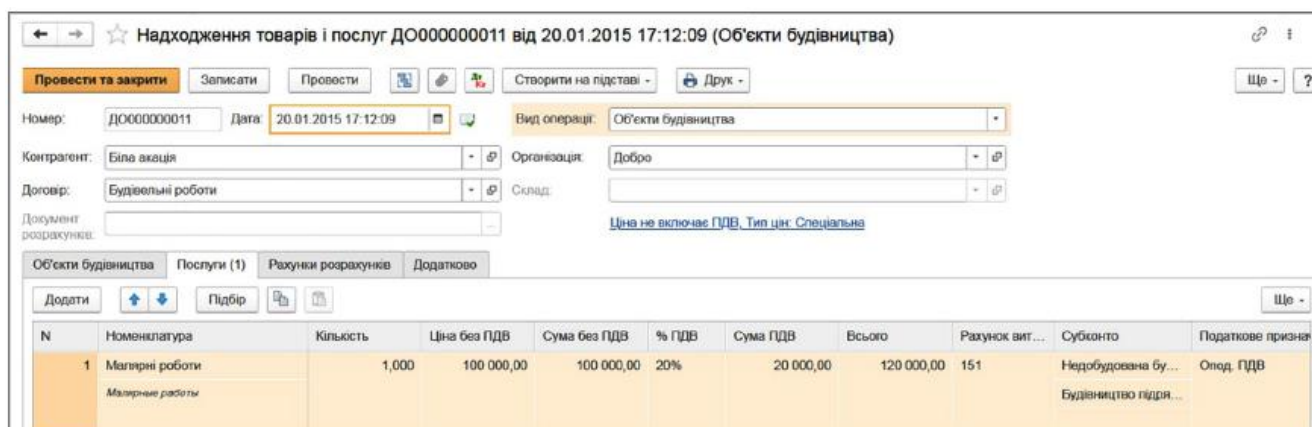 Надходження товарів і послуг ДО000000011 від 20.01.2015 17:12:09 (Об'єкти будівництва)
Провести та закрити Записати Провести Створити на підставі Друк Ще ?
Номер: ДО000000011 Дата: 20.01.2015 17:12:09 Вид операції: Об'єкти будівництва
Контрагент: Біла акація Організація: Добро
Договір: Будівельні роботи Склад:
Документ розрахунків: Ціна не включає ПДВ, Тип цін: Спеціальна
Об'єкти будівництва Послуги (1) Рахунки розрахунків Додатково
Додати Підбір Ще
N Номенклатура Кількість Ціна без ПДВ Сума без ПДВ % ПДВ Сума ПДВ Всього Рахунок вит... Субконто Податкове призна
1 Малярні роботи 1,000 100 000,00 100 000,00 20% 20 000,00 120 000,00 151 Недобудована бу... Опод. ПДВ
Малярные работы Будівництво підря...